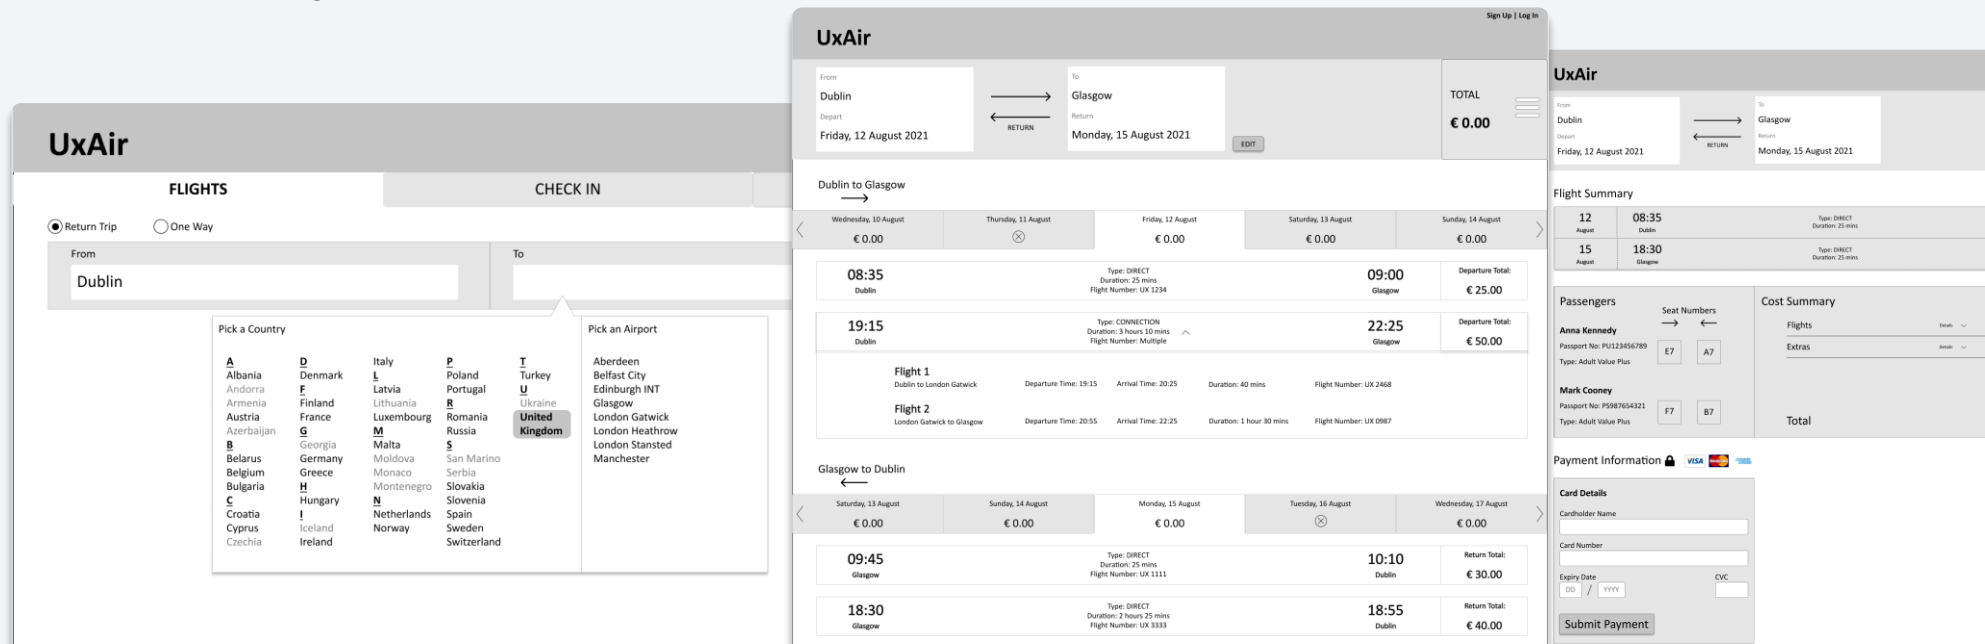 UxAir
FLIGHTS
CHECK IN
Return Trip
One Way
From
To
Dublin
Pick a Country
A
Albania
Andorra
Armenia
Austria
Azerbaijan
B
Belarus
Belgium
Bulgaria
C
Croatia
Cyprus
Czechia
D
Denmark
F
Finland
France
G
Georgia
Germany
Greece
H
Hungary
I
Iceland
Ireland
Italy
L
Latvia
Lithuania
Luxembourg
M
Malta
Moldova
Monaco
Montenegro
N
Netherlands
Norway
P
Poland
Portugal
R
Romania
Russia
S
San Marino
Serbia
Slovakia
Slovenia
Spain
Sweden
Switzerland
T
Turkey
U
Ukraine
United
Kingdom
Pick an Airport
Aberdeen
Belfast City
Edinburgh INT
Glasgow
London Gatwick
London Heathrow
London Stansted
Manchester
Sign Up | Log In
UxAir
From
Dublin
Depart
Friday, 12 August 2021
RETURN
To
Glasgow
Return
Monday, 15 August 2021
EDIT
TOTAL
€ 0.00
Dublin to Glasgow
Wednesday, 10 August
€ 0.00
Thursday, 11 August
Friday, 12 August
€ 0.00
Saturday, 13 August
€ 0.00
Sunday, 14 August
€ 0.00
08:35
Dublin
Type: DIRECT
Duration: 25 mins
Flight Number: UX 1234
09:00
Glasgow
Departure Total:
€ 25.00
19:15
Dublin
Type: CONNECTION
Duration: 3 hours 10 mins
Flight Number: Multiple
22:25
Glasgow
Departure Total:
€ 50.00
Flight 1
Dublin to London Gatwick Departure Time: 19:15 Arrival Time: 20:25 Duration: 40 mins Flight Number: UX 2468
Flight 2
London Gatwick to Glasgow Departure Time: 20:55 Arrival Time: 22:25 Duration: 1 hour 30 mins Flight Number: UX 0987
Glasgow to Dublin
Saturday, 13 August
€ 0.00
Sunday, 14 August
€ 0.00
Monday, 15 August
€ 0.00
Tuesday, 16 August
Wednesday, 17 August
€ 0.00
09:45
Glasgow
Type: DIRECT
Duration: 25 mins
Flight Number: UX 1111
10:10
Dublin
Return Total:
€ 30.00
18:30
Glasgow
Type: DIRECT
Duration: 2 hours 25 mins
Flight Number: UX 3333
18:55
Dublin
Return Total:
€ 40.00
UxAir
From
Dublin
Depart
Friday, 12 August 2021
RETURN
To
Glasgow
Return
Monday, 15 August 2021
Flight Summary
12
August
08:35
Dublin
Type: DIRECT
Duration: 25 mins
15
August
18:30
Glasgow
Type: DIRECT
Duration: 25 mins
Passengers
Seat Numbers
Anna Kennedy
Passport No: PU123456789
Type: Adult Value Plus
E7
A7
Mark Cooney
Passport No: PS987654321
Type: Adult Value Plus
F7
B7
Cost Summary
Flights
Details
Extras
Details
Total
Payment Information
VISA
Card Details
Cardholder Name
Card Number
Expiry Date
CVC
DD / YYYY
Submit Payment